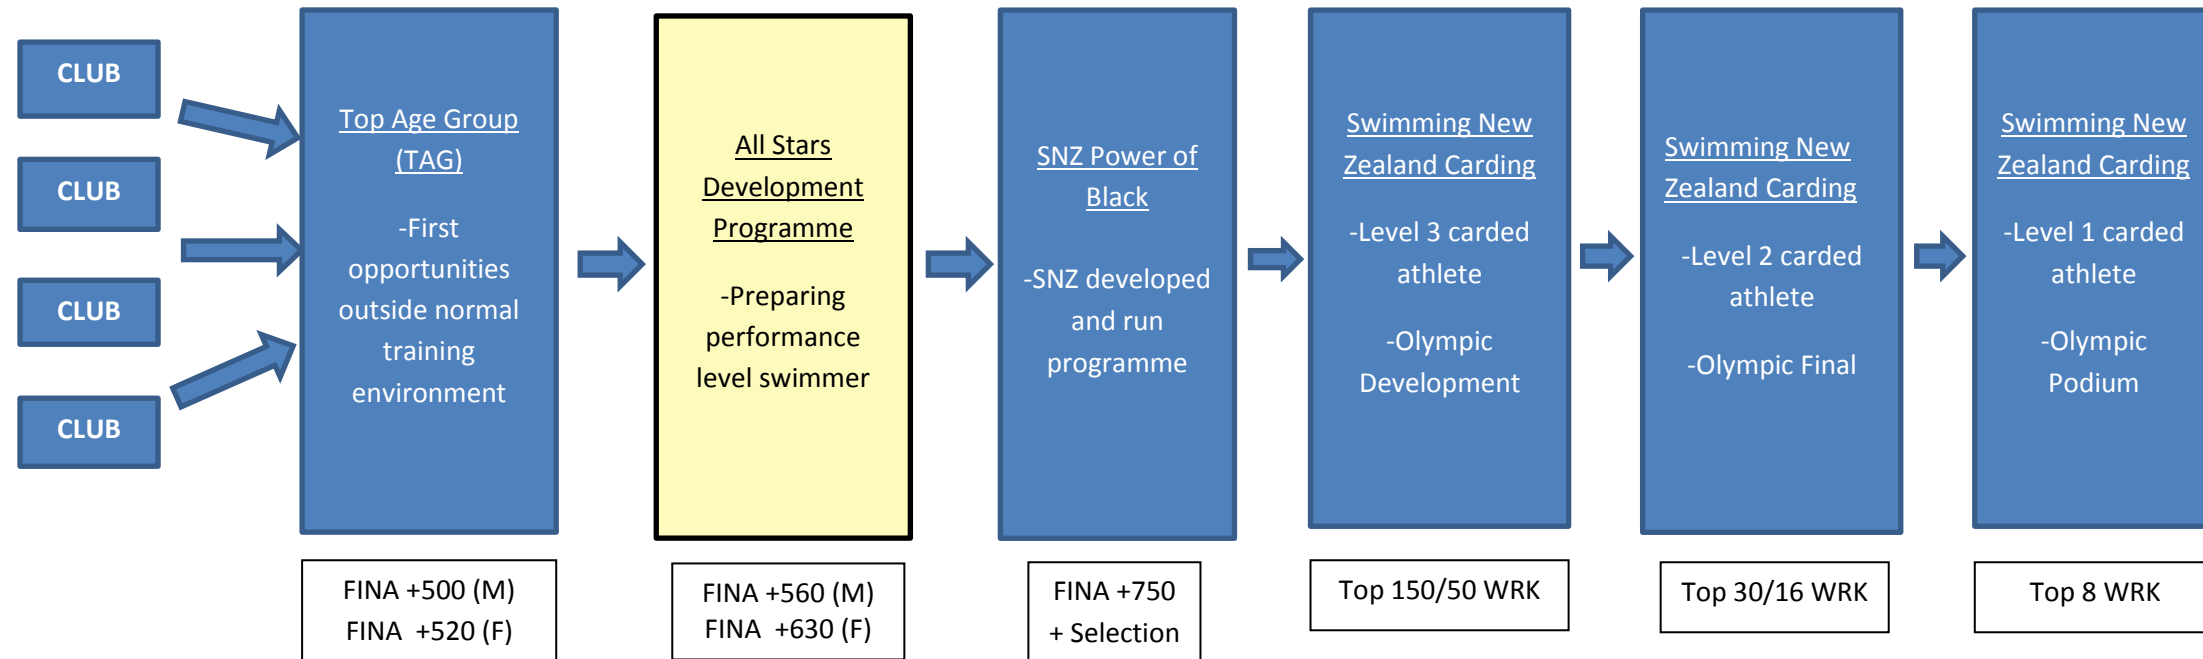 CLUB
CLUB
CLUB
CLUB
Top Age Group
(TAG)
-First
opportunities
outside normal
training
environment
All Stars
Development
Programme
-Preparing
performance
level swimmer
SNZ Power of
Black
-SNZ developed
and run
programme
Swimming New
Zealand Carding
-Level 3 carded
athlete
-Olympic
Development
Swimming New
Zealand Carding
-Level 2 carded
athlete
-Olympic Final
Swimming New
Zealand Carding
-Level 1 carded
athlete
-Olympic
Podium
FINA +500 (M)
FINA +520 (F)
FINA +560 (M)
FINA +630 (F)
FINA +750
+ Selection
Top 150/50 WRK
Top 30/16 WRK
Top 8 WRK